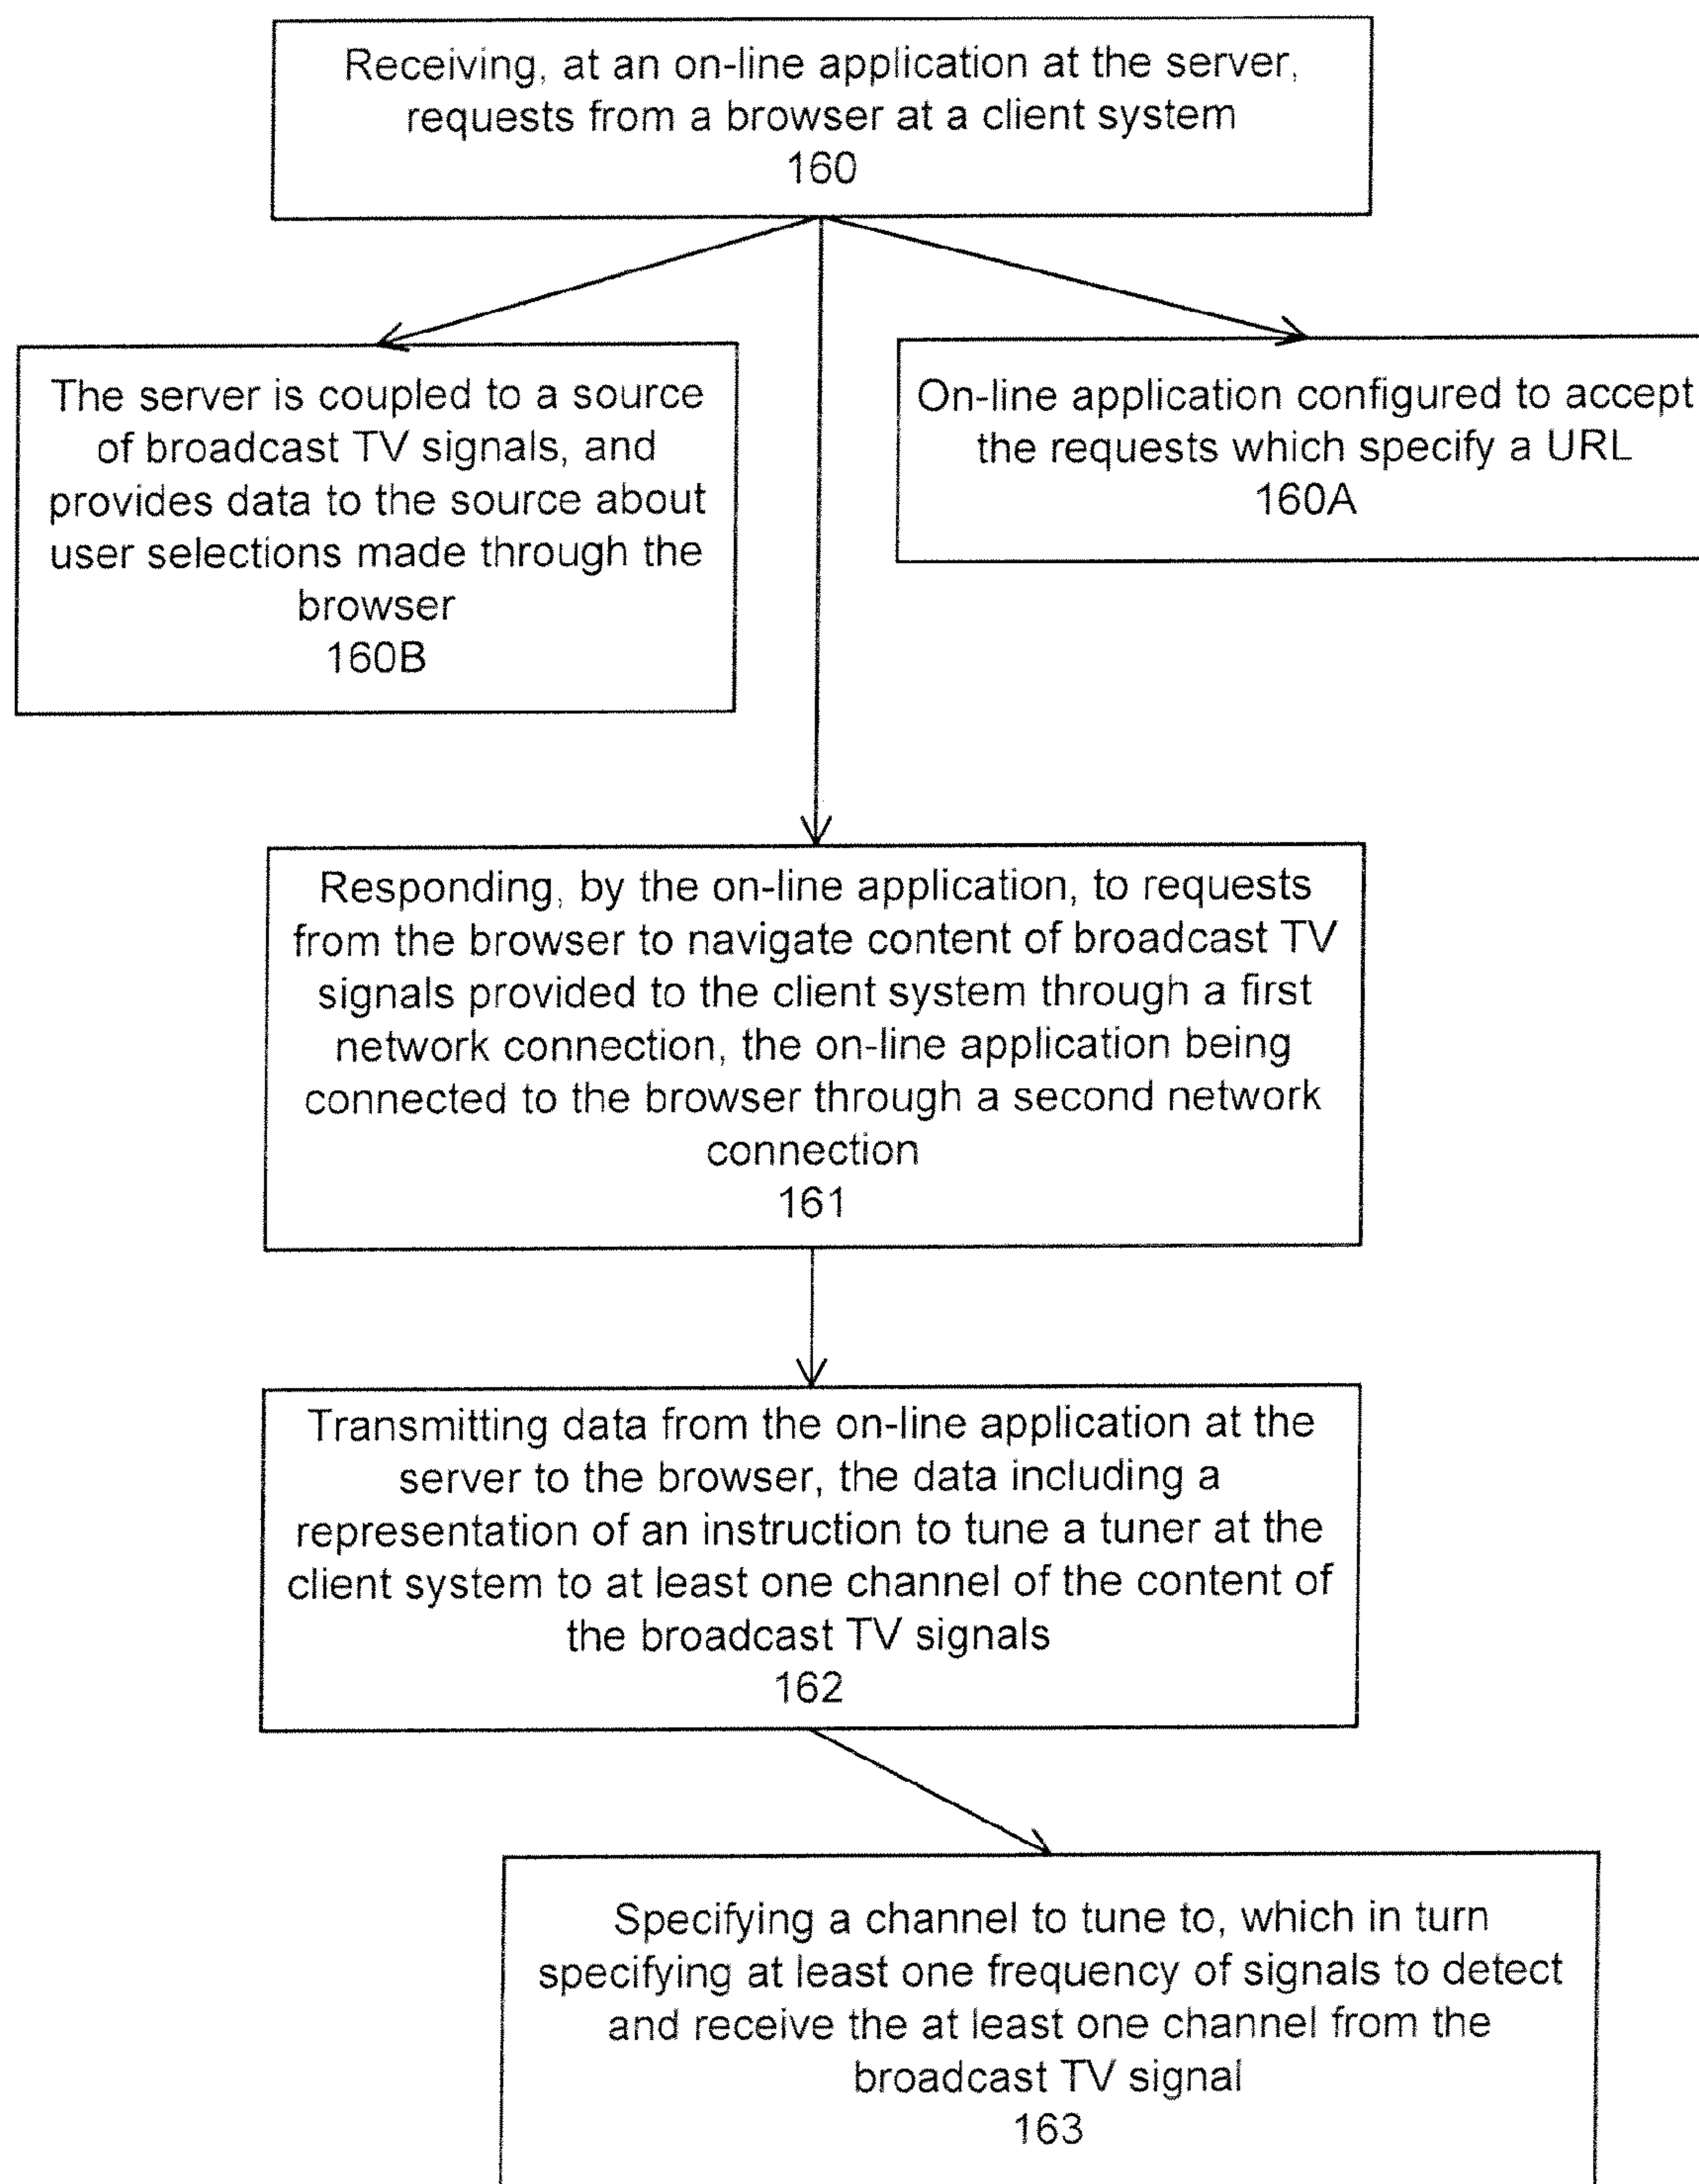 Receiving, at an on-line application at the server,
requests from a browser at a client system
160
The server is coupled to a source
of broadcast TV signals, and
provides data to the source about
user selections made through the
browser
160B
On-line application configured to accept
the requests which specify a URL
160A
Responding, by the on-line application, to requests
from the browser to navigate content of broadcast TV
signals provided to the client system through a first
network connection, the on-line application being
connected to the browser through a second network
connection
161
Transmitting data from the on-line application at the
server to the browser, the data including a
representation of an instruction to tune a tuner at the
client system to at least one channel of the content of
the broadcast TV signals
162
Specifying a channel to tune to, which in turn
specifying at least one frequency of signals to detect
and receive the at least one channel from the
broadcast TV signal
163